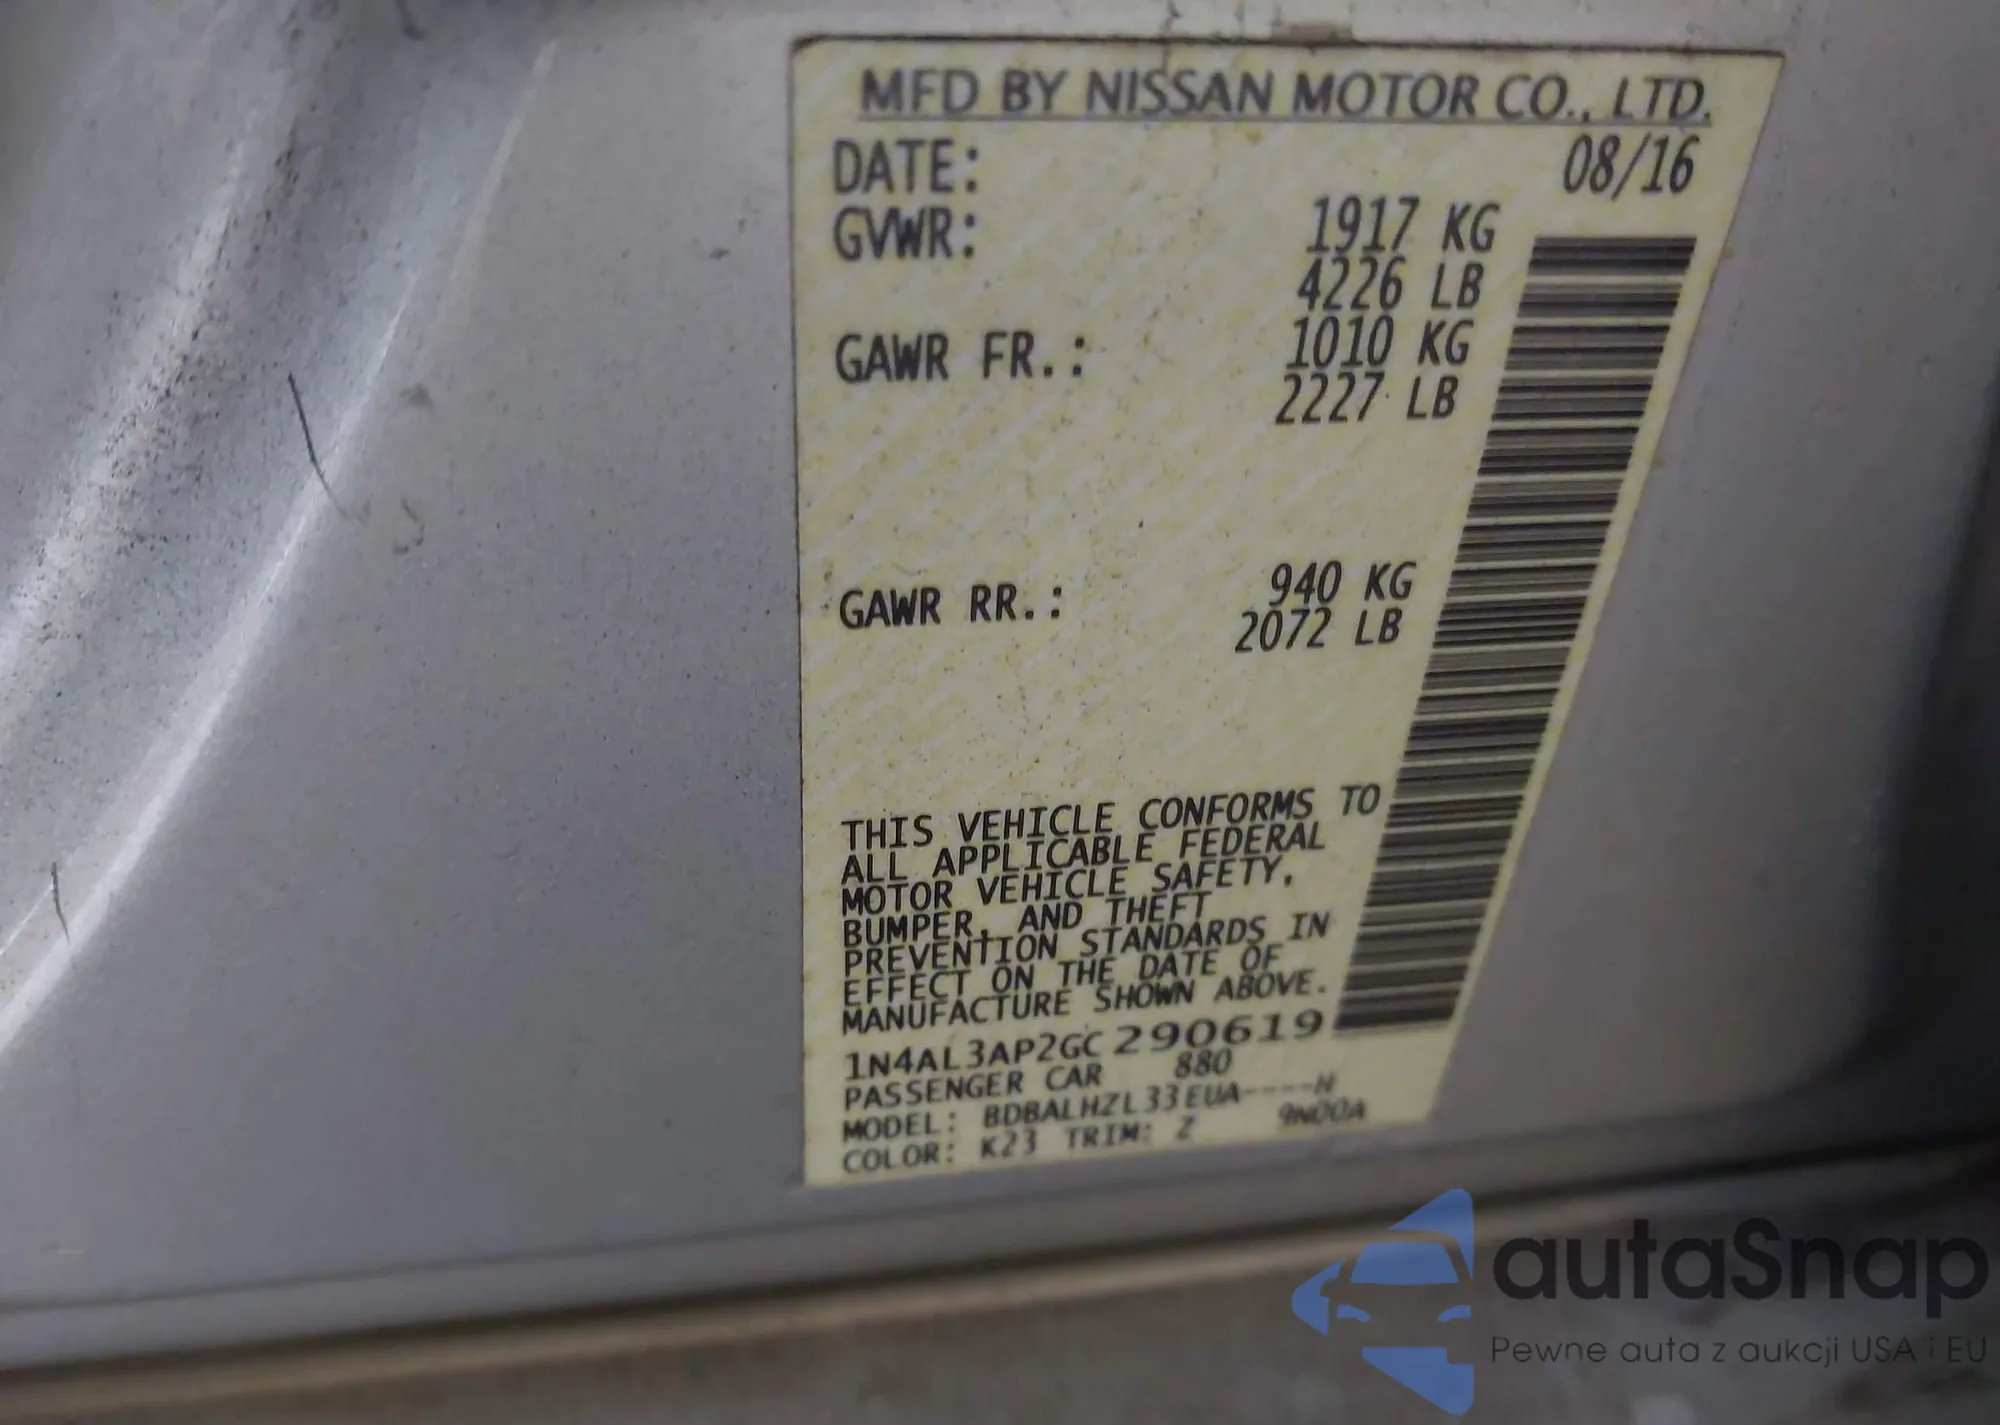 MFD BY NISSAN MOTOR CO., LTD.
DATE: 08/16
GVWR: 1917 KG
4226 LB
GAWR FR.: 1010 KG
2227 LB
GAWR RR.: 940 KG
2072 LB
THIS VEHICLE CONFORMS TO
ALL APPLICABLE FEDERAL
MOTOR VEHICLE SAFETY,
BUMPER, AND THEFT
PREVENTION STANDARDS IN
EFFECT ON THE DATE OF
MANUFACTURE SHOWN ABOVE.
1N4AL3AP2GC290619
PASSENGER CAR 880
MODEL: BDBALHZL33EUA----H
COLOR: K23 TRIM: Z 9N00A
autaSnap
Pewne auta z aukcji USA i EU